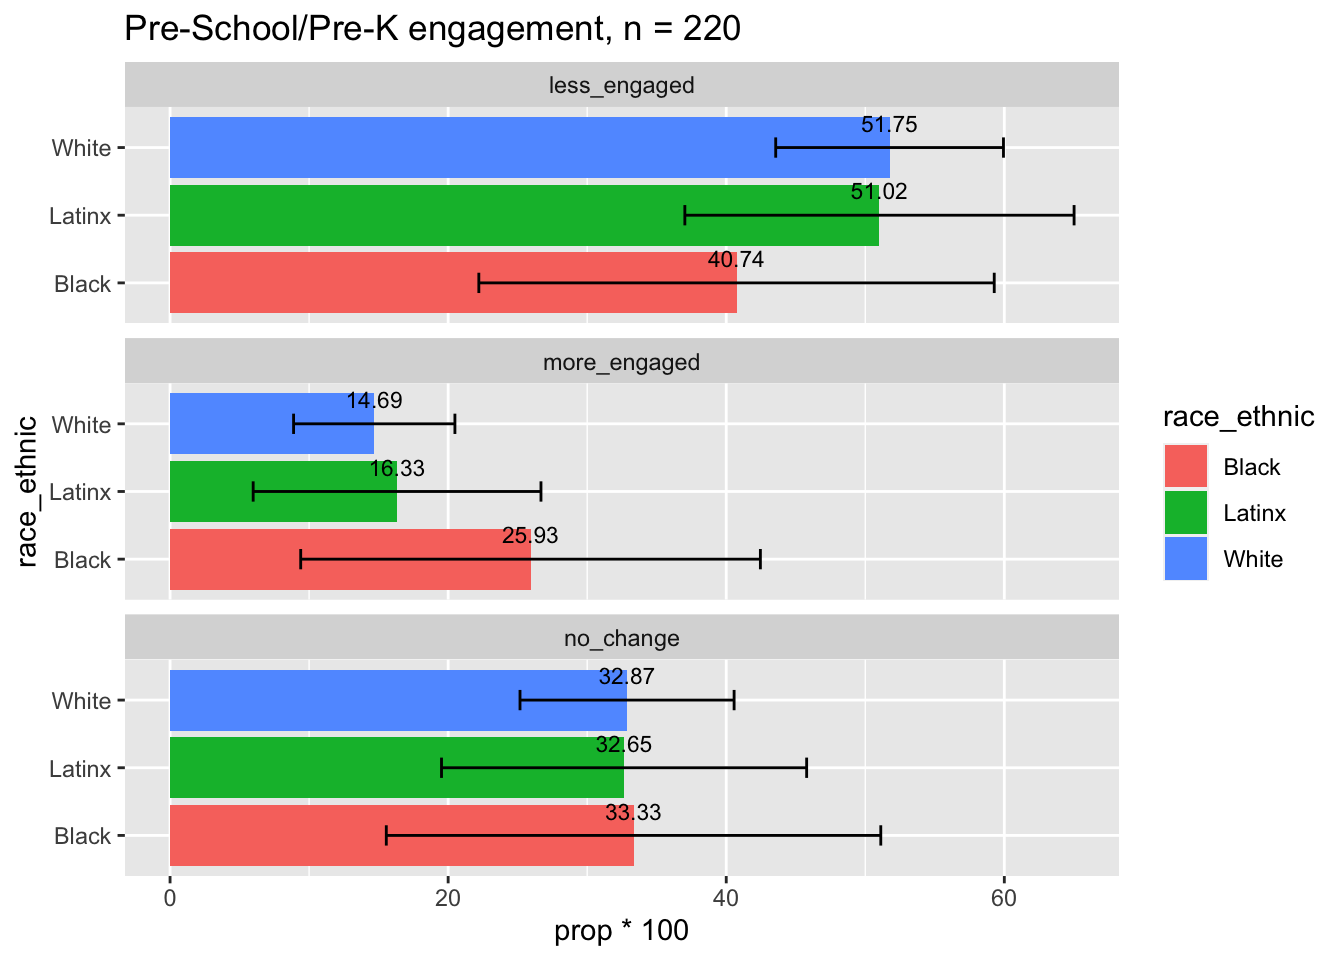 Pre-School/Pre-K engagement, n = 220
less_engaged
White
51.75
Latinx
51.02
Black
40.74
more_engaged
White
14.69
Latinx
16.33
Black
25.93
no_change
White
32.87
Latinx
32.65
Black
33.33
0 20 40 60
prop * 100
race_ethnic
race_ethnic
Black
Latinx
White